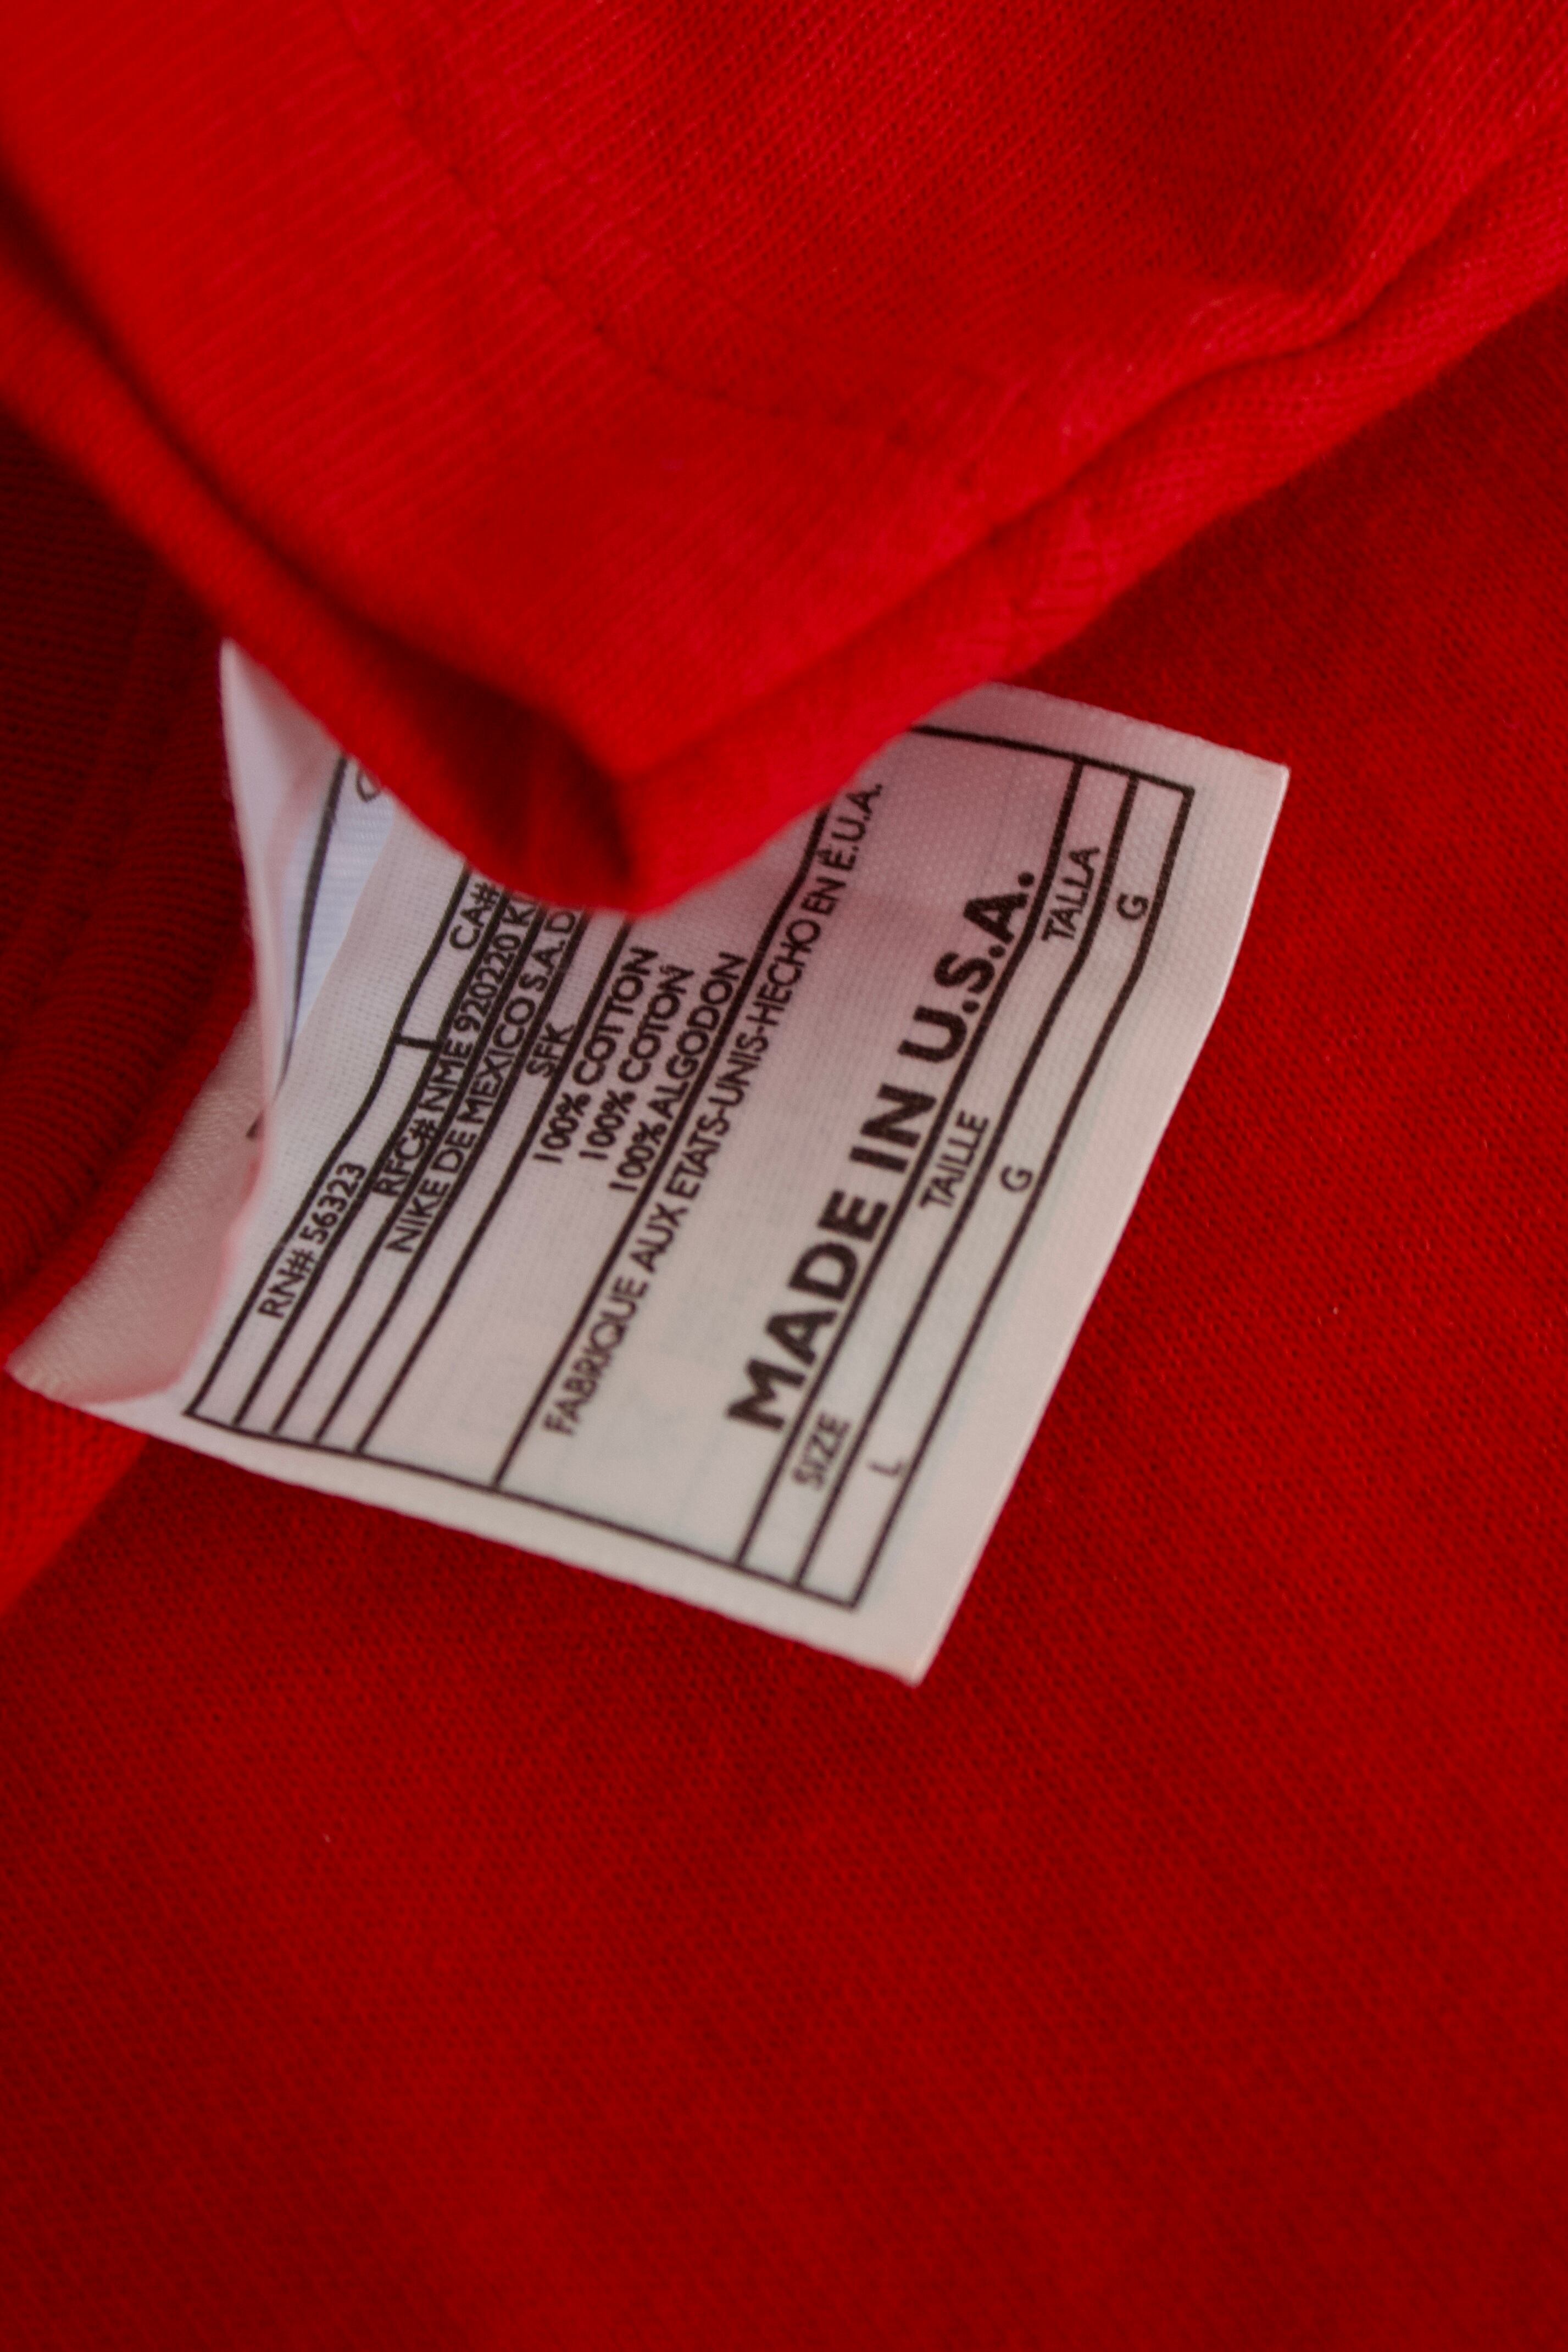 RN# 56323 CA#
RFC# NME 920220
NIKE DE MEXICO S.A.D
SFK
100% COTTON
100% COTON
100% ALGODON
FABRIQUE AUX ETATS-UNIS-HECHO EN E.U.A.
MADE IN U.S.A.
SIZE TAILLE TALLA
L G G